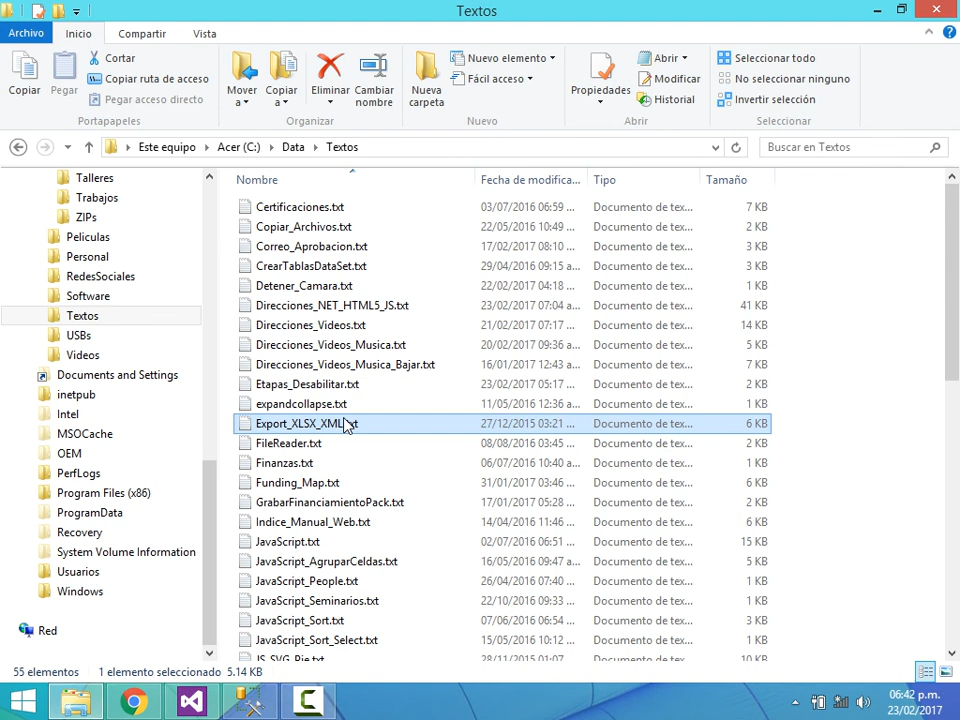 Textos
Archivo Inicio Compartir Vista
Copiar
Pegar
Cortar
Copiar ruta de acceso
Pegar acceso directo
Portapapeles
Mover a
Copiar a
Eliminar
Cambiar nombre
Organizar
Nueva carpeta
Nuevo elemento
Fácil acceso
Nuevo
Propiedades
Abrir
Modificar
Historial
Abrir
Seleccionar todo
No seleccionar ninguno
Invertir selección
Seleccionar
Este equipo Acer (C:) Data Textos
Buscar en Textos
Talleres
Trabajos
ZIPs
Peliculas
Personal
RedesSociales
Software
Textos
USBs
Videos
Documents and Settings
inetpub
Intel
MSOCache
OEM
PerfLogs
Program Files (x86)
ProgramData
Recovery
System Volume Information
Usuarios
Windows
Red
Nombre Fecha de modifica... Tipo Tamaño
Certificaciones.txt 03/07/2016 06:59 ... Documento de tex... 7 KB
Copiar_Archivos.txt 22/05/2016 10:49 ... Documento de tex... 2 KB
Correo_Aprobacion.txt 17/02/2017 08:10 ... Documento de tex... 3 KB
CrearTablasDataSet.txt 29/04/2016 09:15 a... Documento de tex... 3 KB
Detener_Camara.txt 22/02/2017 04:18 ... Documento de tex... 1 KB
Direcciones_NET_HTML5_JS.txt 23/02/2017 07:04 a... Documento de tex... 41 KB
Direcciones_Videos.txt 21/02/2017 07:17 ... Documento de tex... 14 KB
Direcciones_Videos_Musica.txt 20/02/2017 09:36 a... Documento de tex... 5 KB
Direcciones_Videos_Musica_Bajar.txt 16/01/2017 12:43 a... Documento de tex... 7 KB
Etapas_Desabilitar.txt 23/02/2017 05:17 ... Documento de tex... 1 KB
expandcollapse.txt 11/05/2016 12:36 a... Documento de tex... 1 KB
Export_XLSX_XML.txt 27/12/2015 03:21 ... Documento de tex... 6 KB
FileReader.txt 08/08/2016 03:45 ... Documento de tex... 2 KB
Finanzas.txt 06/07/2016 10:40 a... Documento de tex... 1 KB
Funding_Map.txt 31/01/2017 03:46 ... Documento de tex... 6 KB
GrabarFinanciamientoPack.txt 17/01/2017 05:28 ... Documento de tex... 2 KB
Indice_Manual_Web.txt 14/04/2016 11:46 ... Documento de tex... 6 KB
JavaScript.txt 02/07/2016 06:51 ... Documento de tex... 15 KB
JavaScript_AgruparCeldas.txt 16/05/2016 09:47 a... Documento de tex... 5 KB
JavaScript_People.txt 26/04/2016 07:40 ... Documento de tex... 1 KB
JavaScript_Seminarios.txt 22/10/2016 09:33 ... Documento de tex... 1 KB
JavaScript_Sort.txt 07/06/2016 06:54 ... Documento de tex... 3 KB
JavaScript_Sort_Select.txt 15/05/2016 10:12 ... Documento de tex... 1 KB
JS_SVG_Pie.txt 28/11/2015 01:07 ... Documento de tex... KB
55 elementos 1 elemento seleccionado 5.14 KB
06:42 p.m.
23/02/2017